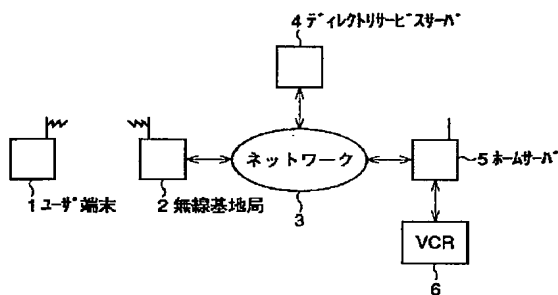 4 ディレクトリサービスサーバ
ネットワーク
5 ホームサーバ
1 ユーザ端末
2 無線基地局
3
VCR
6